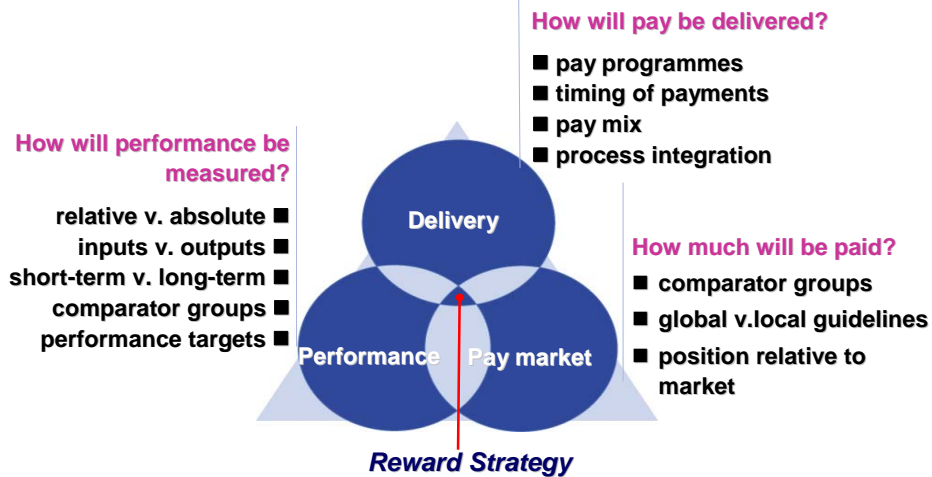 How will pay be delivered?
■ pay programmes
■ timing of payments
■ pay mix
■ process integration
How will performance be
measured?
relative v. absolute ■
inputs v. outputs ■
short-term v. long-term ■
comparator groups ■
performance targets ■
Delivery
Performance
Pay market
How much will be paid?
■ comparator groups
■ global v.local guidelines
■ position relative to
market
Reward Strategy